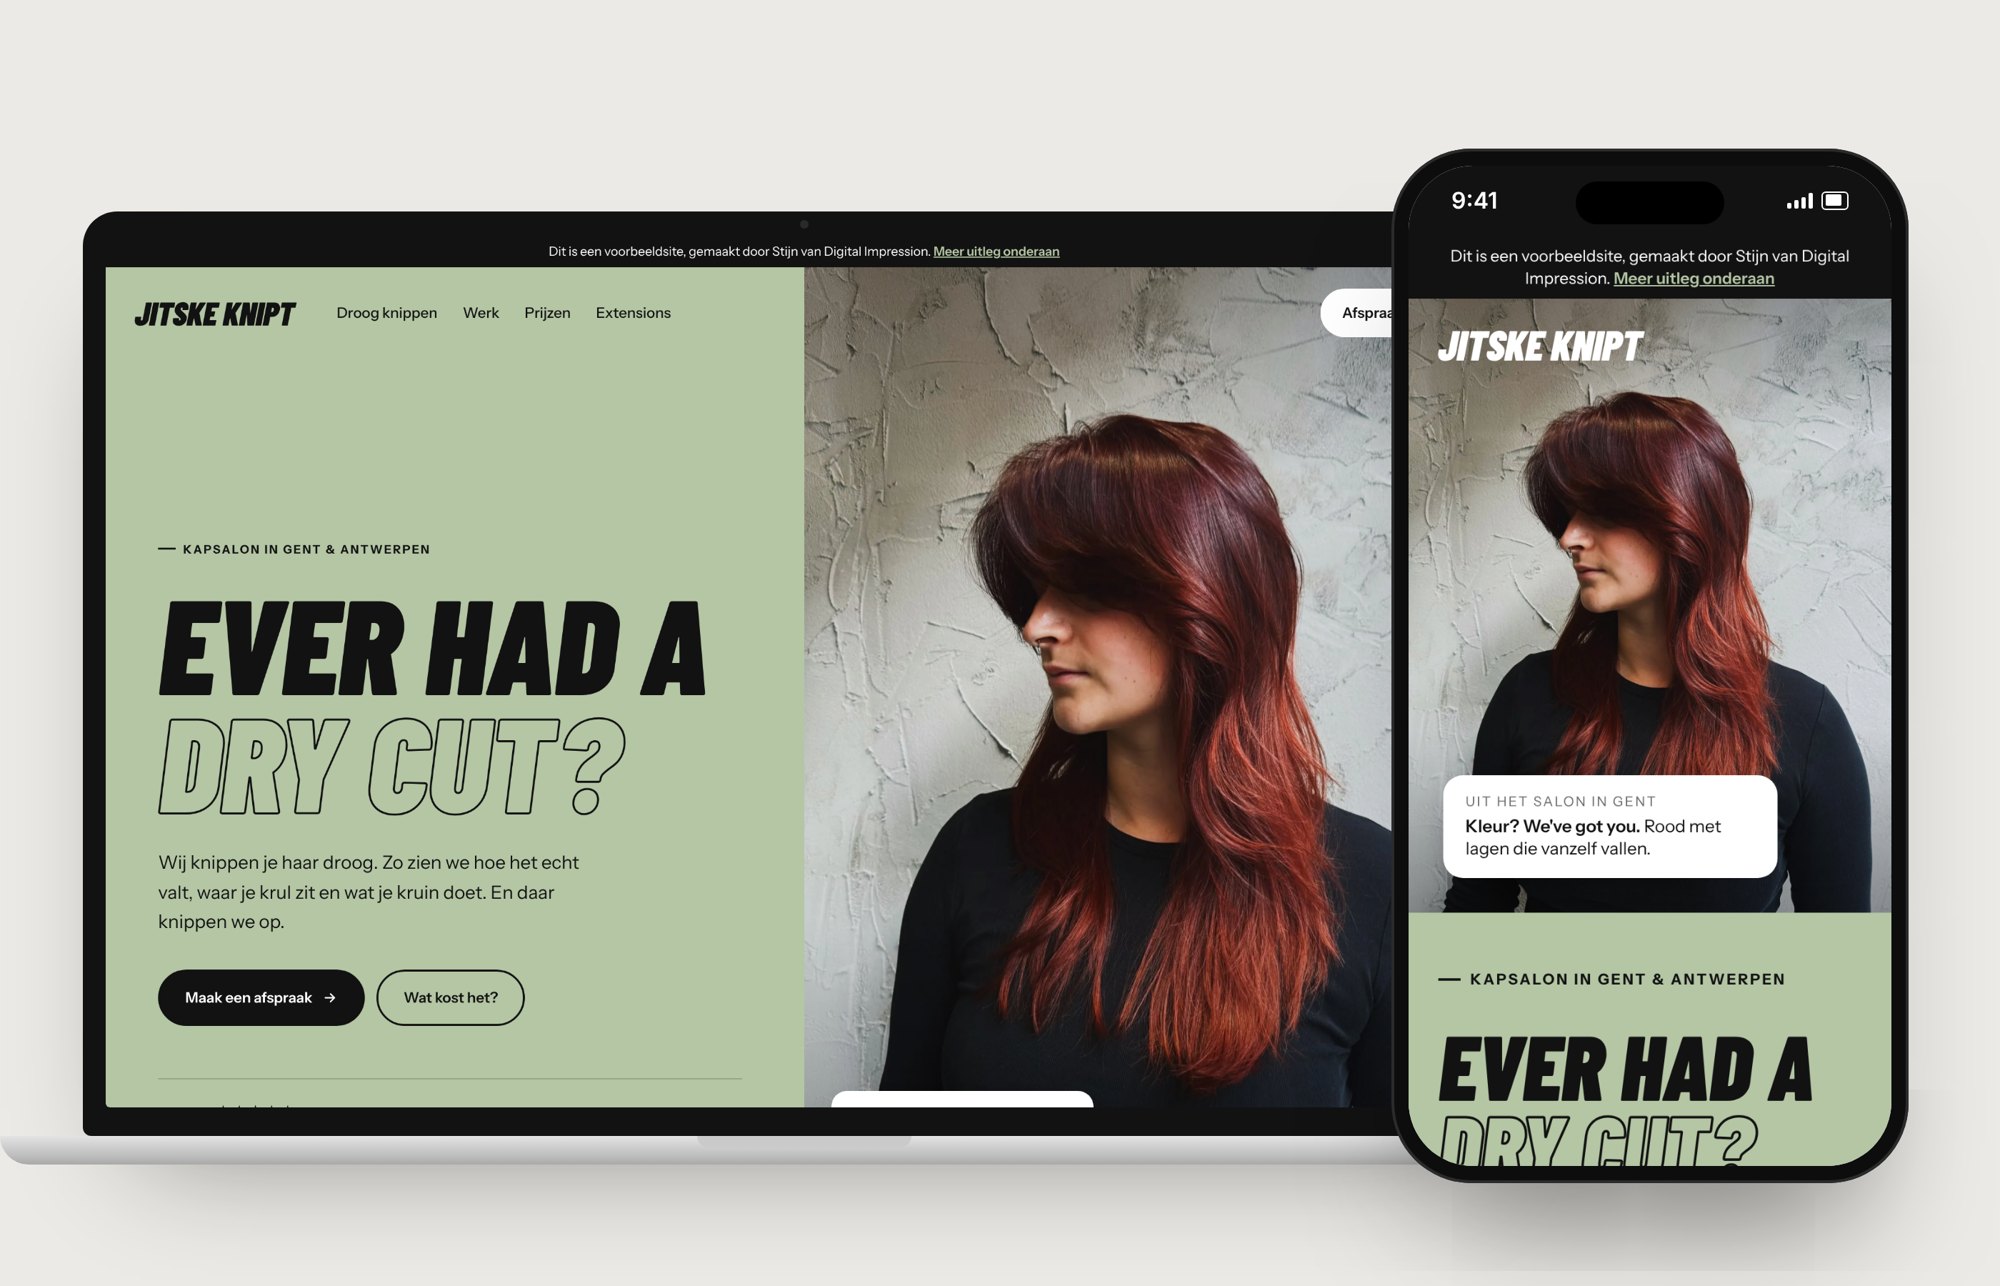 Dit is een voorbeeldsite, gemaakt door Stijn van Digital Impression. Meer uitleg onderaan
JITSKE KNIPT
Droog knippen
Werk
Prijzen
Extensions
KAPSALON IN GENT & ANTWERPEN
EVER HAD A
DRY CUT?
Wij knippen je haar droog. Zo zien we hoe het echt
valt, waar je krul zit en wat je kruin doet. En daar
knippen we op.
Maak een afspraak →
Wat kost het?
9:41
Dit is een voorbeeldsite, gemaakt door Stijn van Digital
Impression. Meer uitleg onderaan
JITSKE KNIPT
UIT HET SALON IN GENT
Kleur? We've got you. Rood met
lagen die vanzelf vallen.
KAPSALON IN GENT & ANTWERPEN
EVER HAD A
DRY CUT?